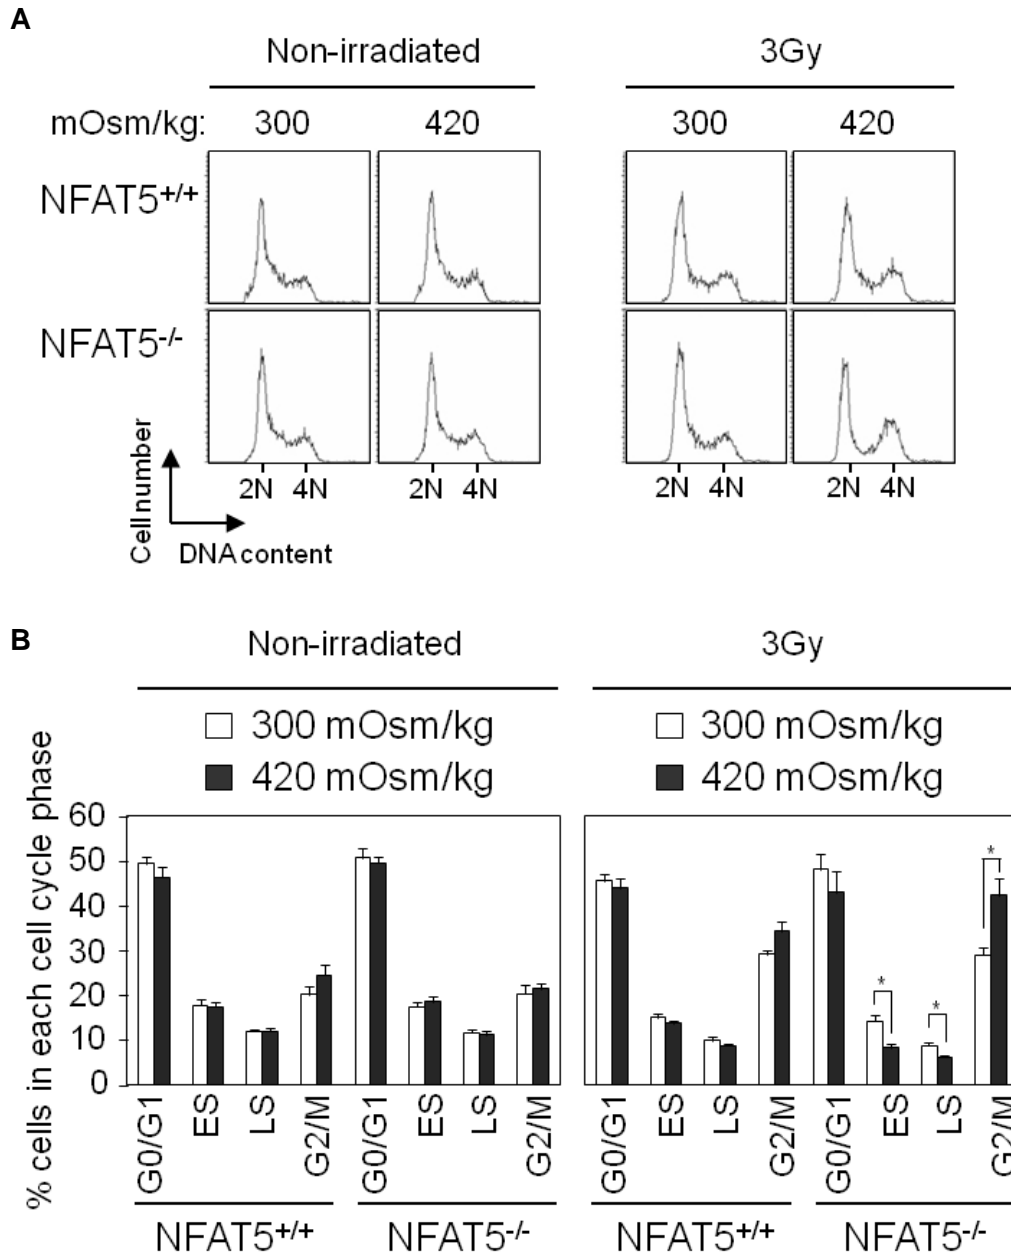 A
Non-irradiated 3Gy
mOsm/kg: 300 420 300 420
NFAT5+/+
NFAT5-/-
Cell number
2N 4N 2N 4N 2N 4N 2N 4N
DNA content
B
Non-irradiated 3Gy
300 mOsm/kg 300 mOsm/kg
420 mOsm/kg 420 mOsm/kg
% cells in each cell cycle phase
60
50
40
30
20
10
0
* * *
G0/G1 ES LS G2/M G0/G1 ES LS G2/M G0/G1 ES LS G2/M G0/G1 ES LS G2/M
NFAT5+/+ NFAT5-/- NFAT5+/+ NFAT5-/-